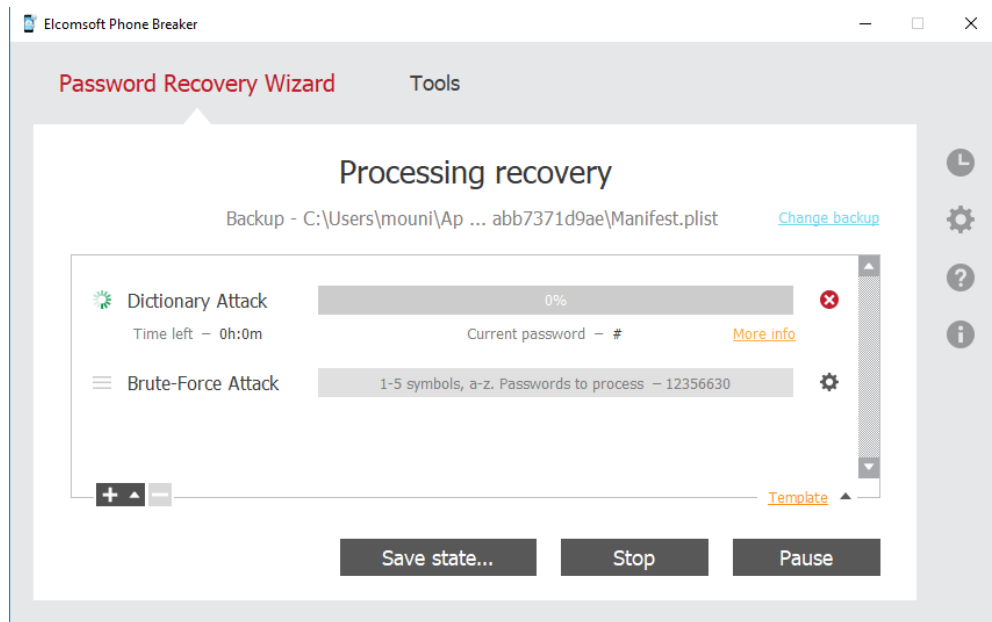 Elcomsoft Phone Breaker
Password Recovery Wizard Tools
Processing recovery
Backup - C:\Users\mouni\Ap ... abb7371d9ae\Manifest.plist Change backup
Dictionary Attack 0%
Time left – 0h:0m Current password – # More info
Brute-Force Attack 1-5 symbols, a-z. Passwords to process – 12356630
Template
Save state... Stop Pause